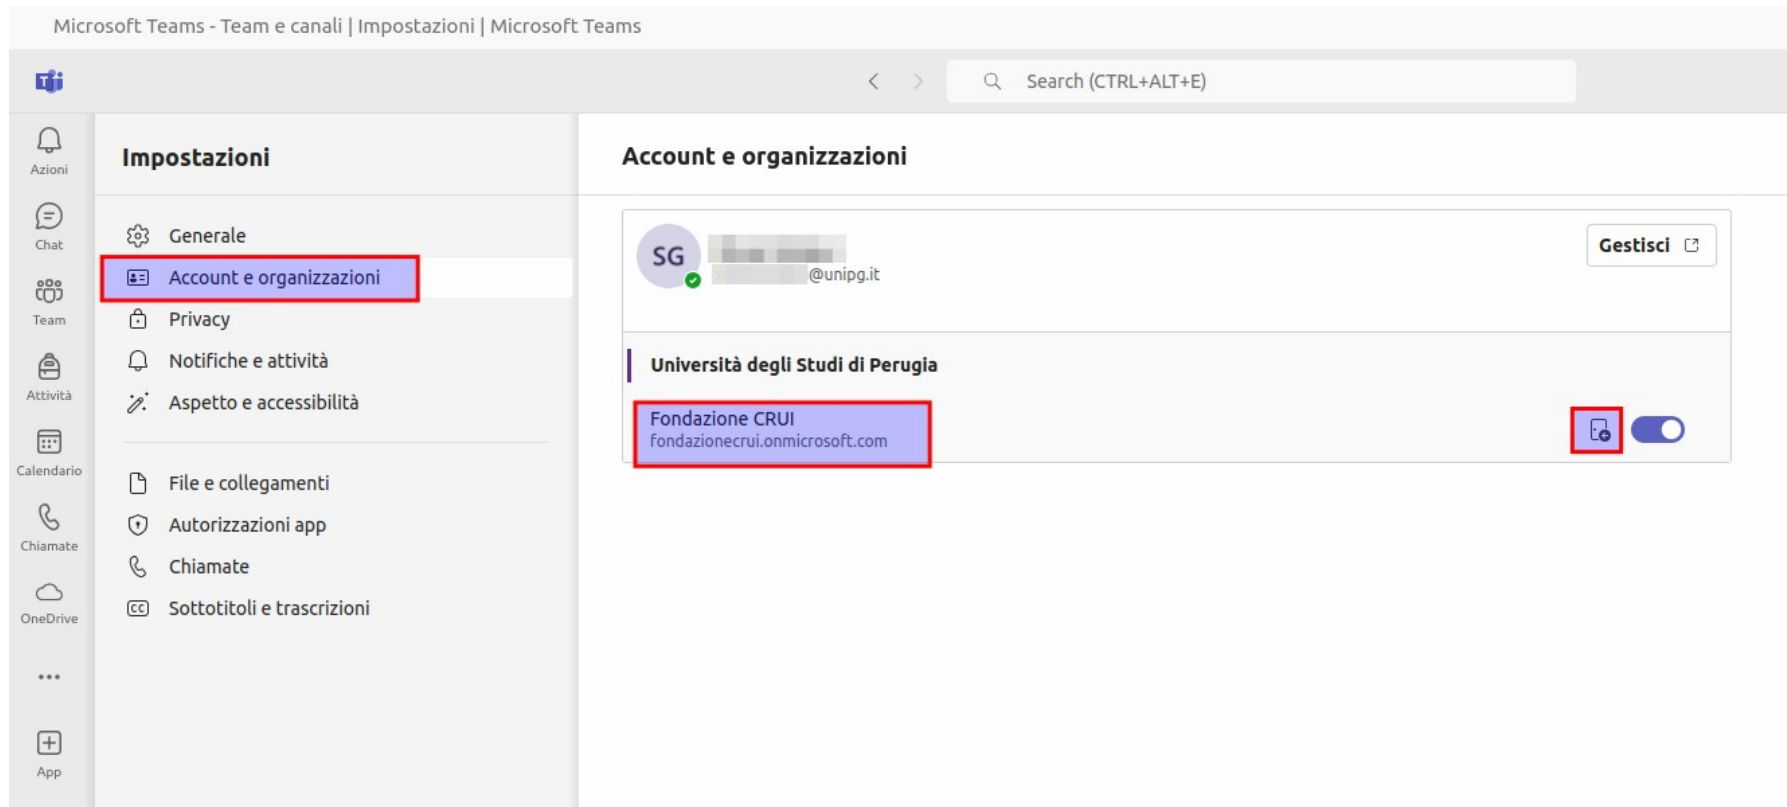 Microsoft Teams - Team e canali | Impostazioni | Microsoft Teams
Search (CTRL+ALT+E)
Azioni
Chat
Team
Attività
Calendario
Chiamate
OneDrive
App
Impostazioni
Generale
Account e organizzazioni
Privacy
Notifiche e attività
Aspetto e accessibilità
File e collegamenti
Autorizzazioni app
Chiamate
Sottotitoli e trascrizioni
Account e organizzazioni
SG
@unipg.it
Gestisci
Università degli Studi di Perugia
Fondazione CRUI
fondazionecrui.onmicrosoft.com